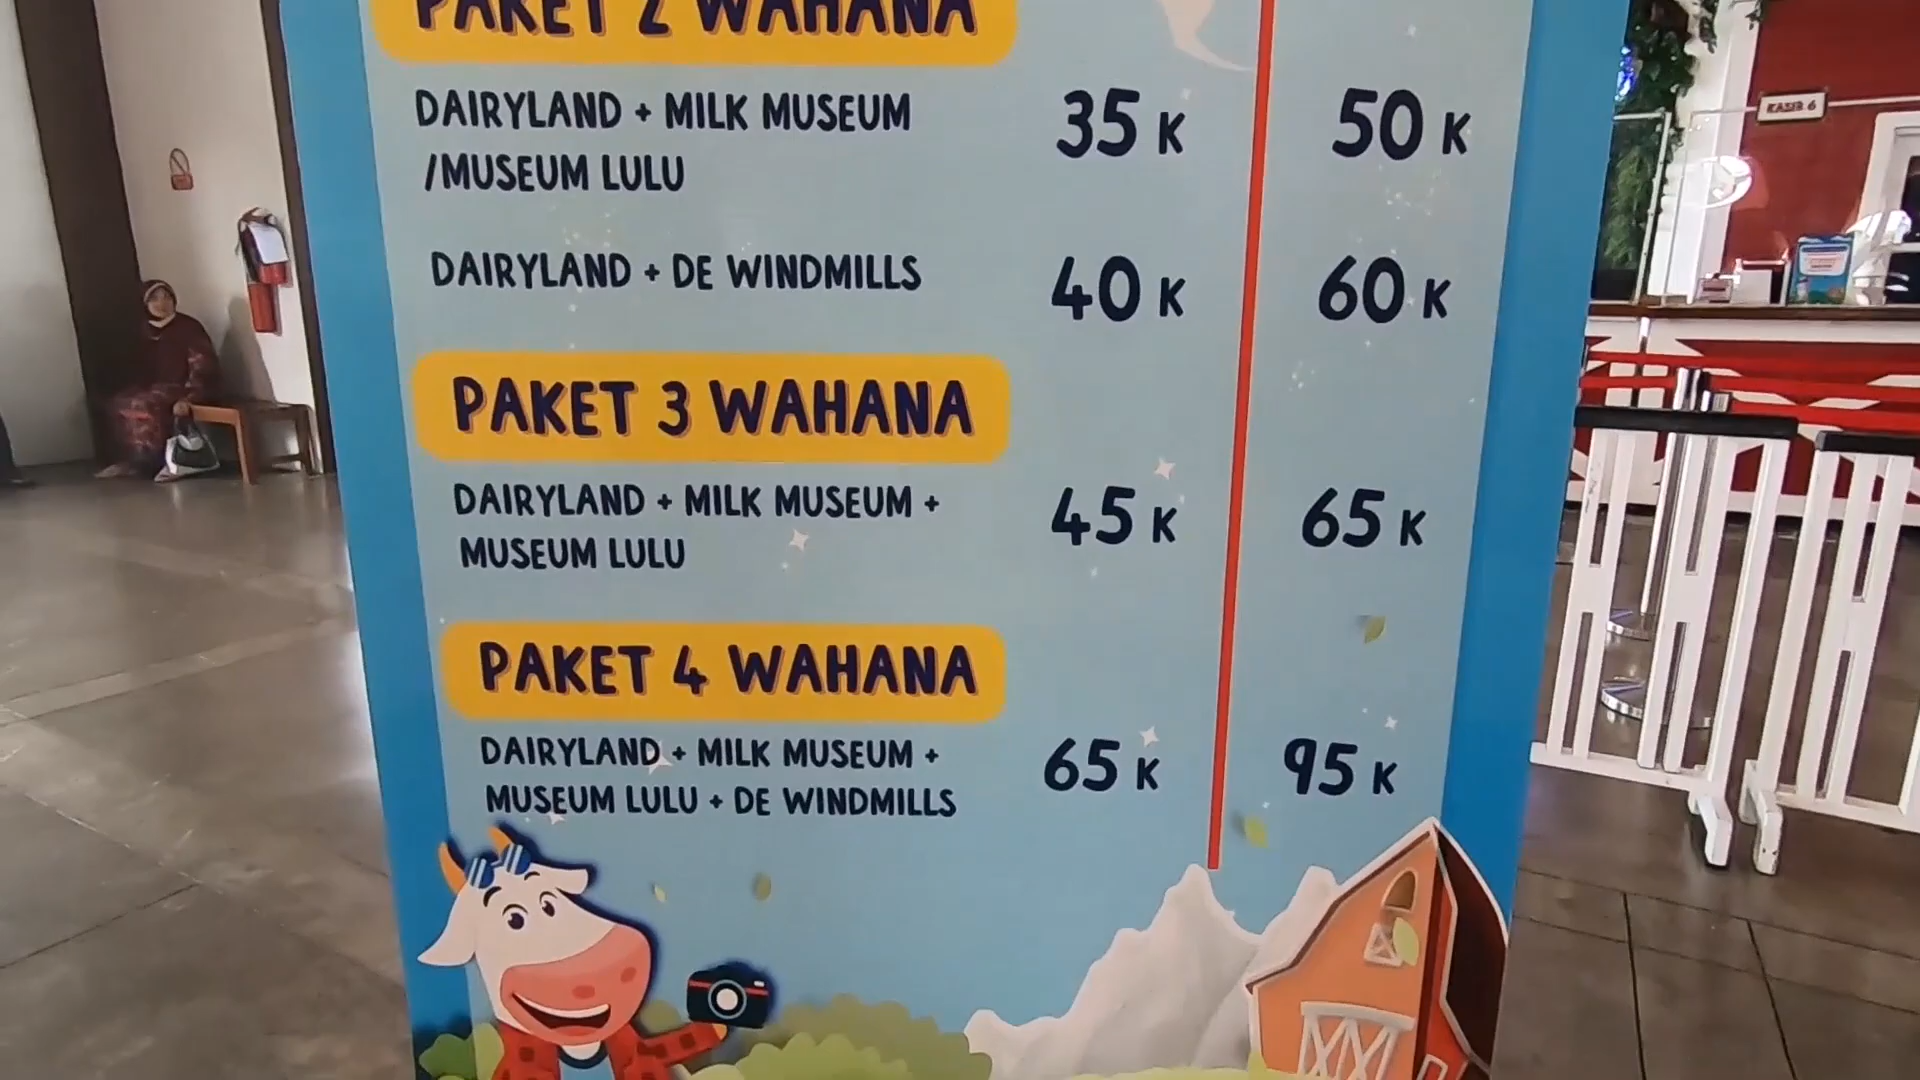 PAKET 2 WAHANA
DAIRYLAND + MILK MUSEUM
/MUSEUM LULU
35 K
50 K
DAIRYLAND + DE WINDMILLS
40 K
60 K
PAKET 3 WAHANA
DAIRYLAND + MILK MUSEUM +
MUSEUM LULU
45 K
65 K
PAKET 4 WAHANA
DAIRYLAND + MILK MUSEUM +
MUSEUM LULU + DE WINDMILLS
65 K
95 K
KASIR 6